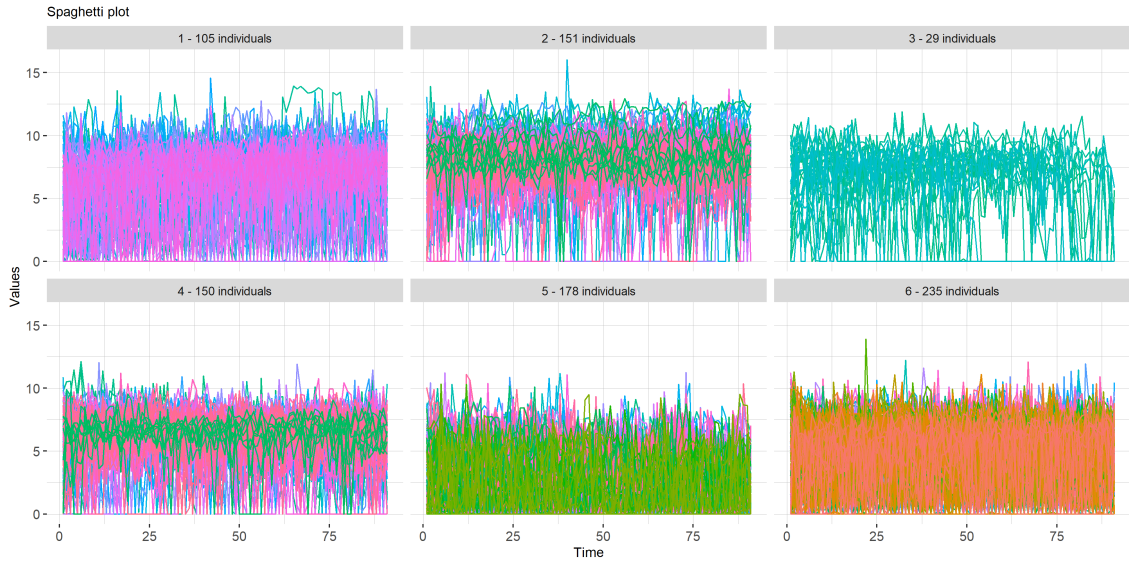 Spaghetti plot
1 - 105 individuals
2 - 151 individuals
3 - 29 individuals
15
10
5
0
Values
4 - 150 individuals
5 - 178 individuals
6 - 235 individuals
15
10
5
0
0 25 50 75
0 25 50 75
0 25 50 75
Time